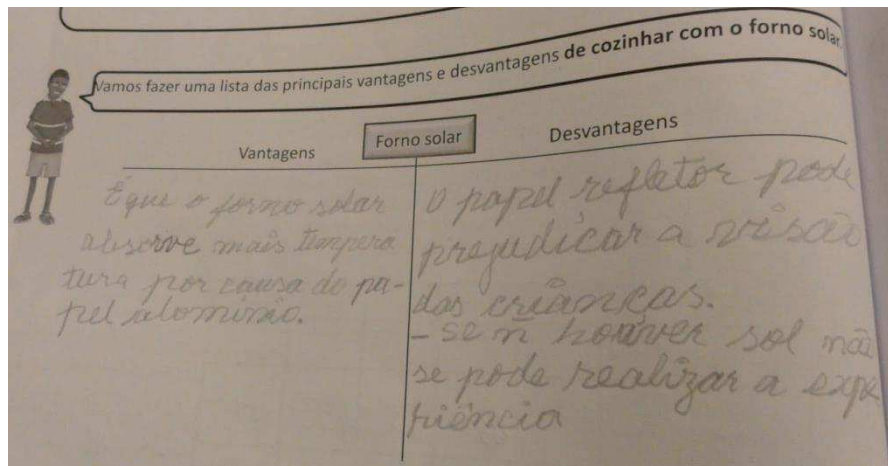 Vamos fazer uma lista das principais vantagens e desvantagens de cozinhar com o forno solar.
Forno solar
Vantagens
É que o forno solar
absorve mais tempera
tura por causa do pa-
pel alominio.
Desvantagens
O papel refletor pode
prejudicar a visão
das crianças.
- se n houver sol não
se pode realizar a expe
riência